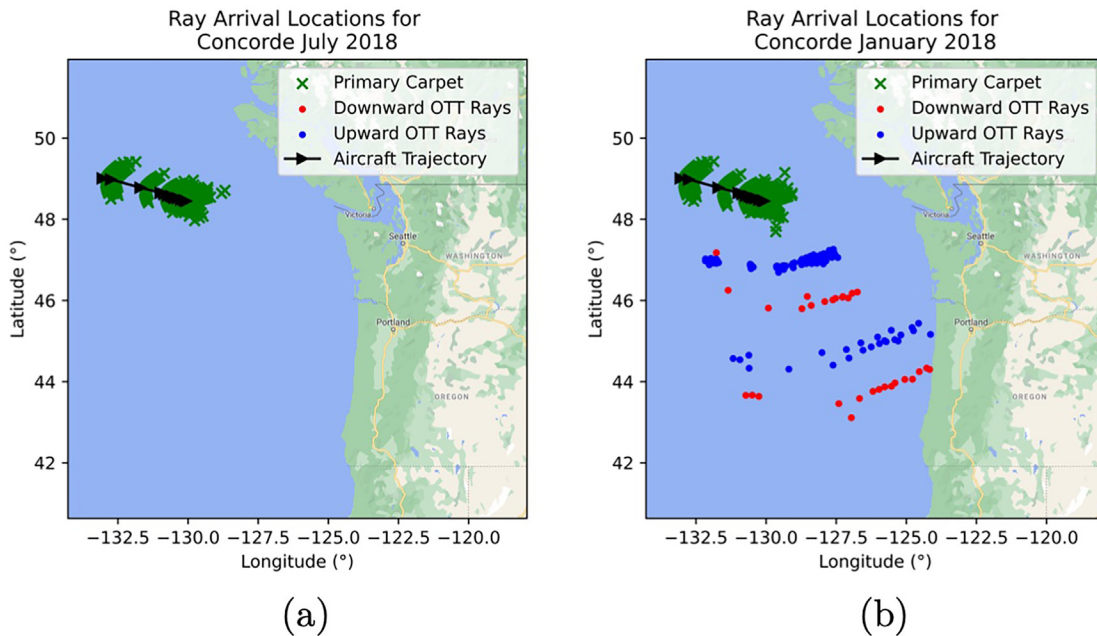 Ray Arrival Locations for
Concorde July 2018
Primary Carpet
Downward OTT Rays
Upward OTT Rays
Aircraft Trajectory
50
48
46
44
42
Latitude (°)
Victoria
Seattle
WASHINGTON
Portland
OREGON
−132.5 −130.0 −127.5 −125.0 −122.5 −120.0
Longitude (°)
(a)
Ray Arrival Locations for
Concorde January 2018
Primary Carpet
Downward OTT Rays
Upward OTT Rays
Aircraft Trajectory
50
48
46
44
42
Latitude (°)
Victoria
Seattle
WASHINGTON
Portland
OREGON
−132.5 −130.0 −127.5 −125.0 −122.5 −120.0
Longitude (°)
(b)